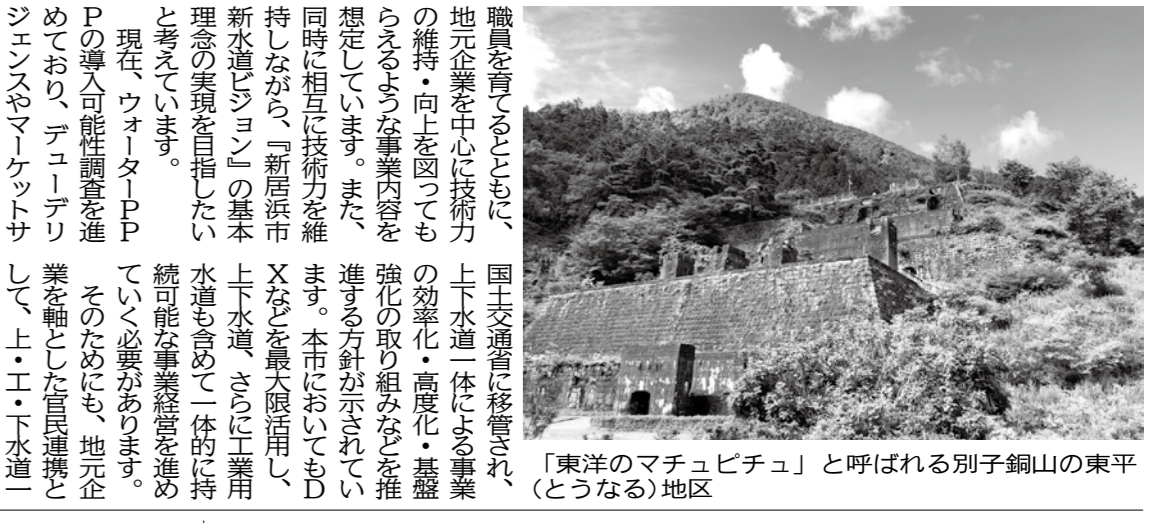 職員を育てるとともに、
地元企業を中心に技術力
の維持・向上を図っても
らえるような事業内容を
想定しています。また、
同時に相互に技術力を維
持しながら、『新居浜市
新水道ビジョン』の基本
理念の実現を目指したい
と考えています。
現在、ウォーターPP
Pの導入可能性調査を進
めており、デューデリ
ジェンスやマーケットサ
国土交通省に移管され、
上下水道一体による事業
の効率化・高度化・基盤
強化の取り組みなどを推
進する方針が示されてい
ます。本市においてもD
Xなどを最大限活用し、
上下水道、さらに工業用
水道も含めて一体的に持
続可能な事業経営を進め
ていく必要があります。
そのためにも、地元企
業を軸とした官民連携と
して、上・工・下水道一
「東洋のマチュピチュ」と呼ばれる別子銅山の東平
(とうなる)地区